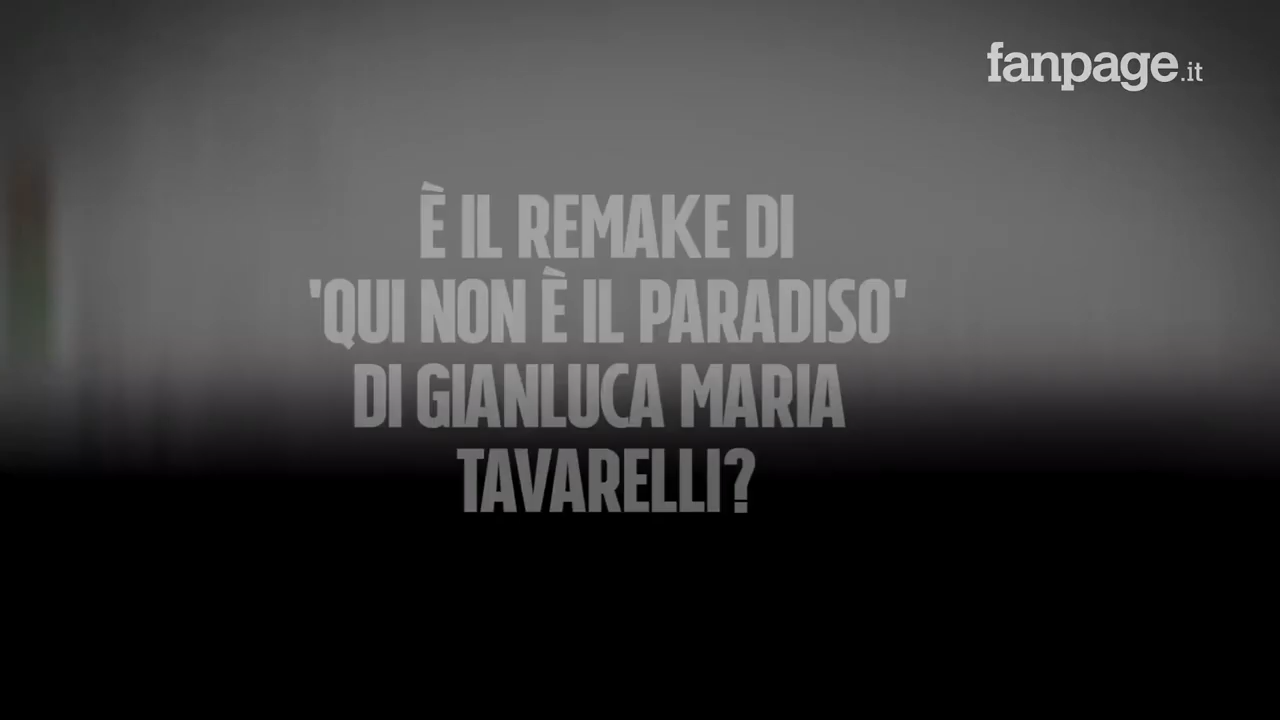 fanpage.it
È IL REMAKE DI
'QUI NON È IL PARADISO'
DI GIANLUCA MARIA
TAVARELLI?